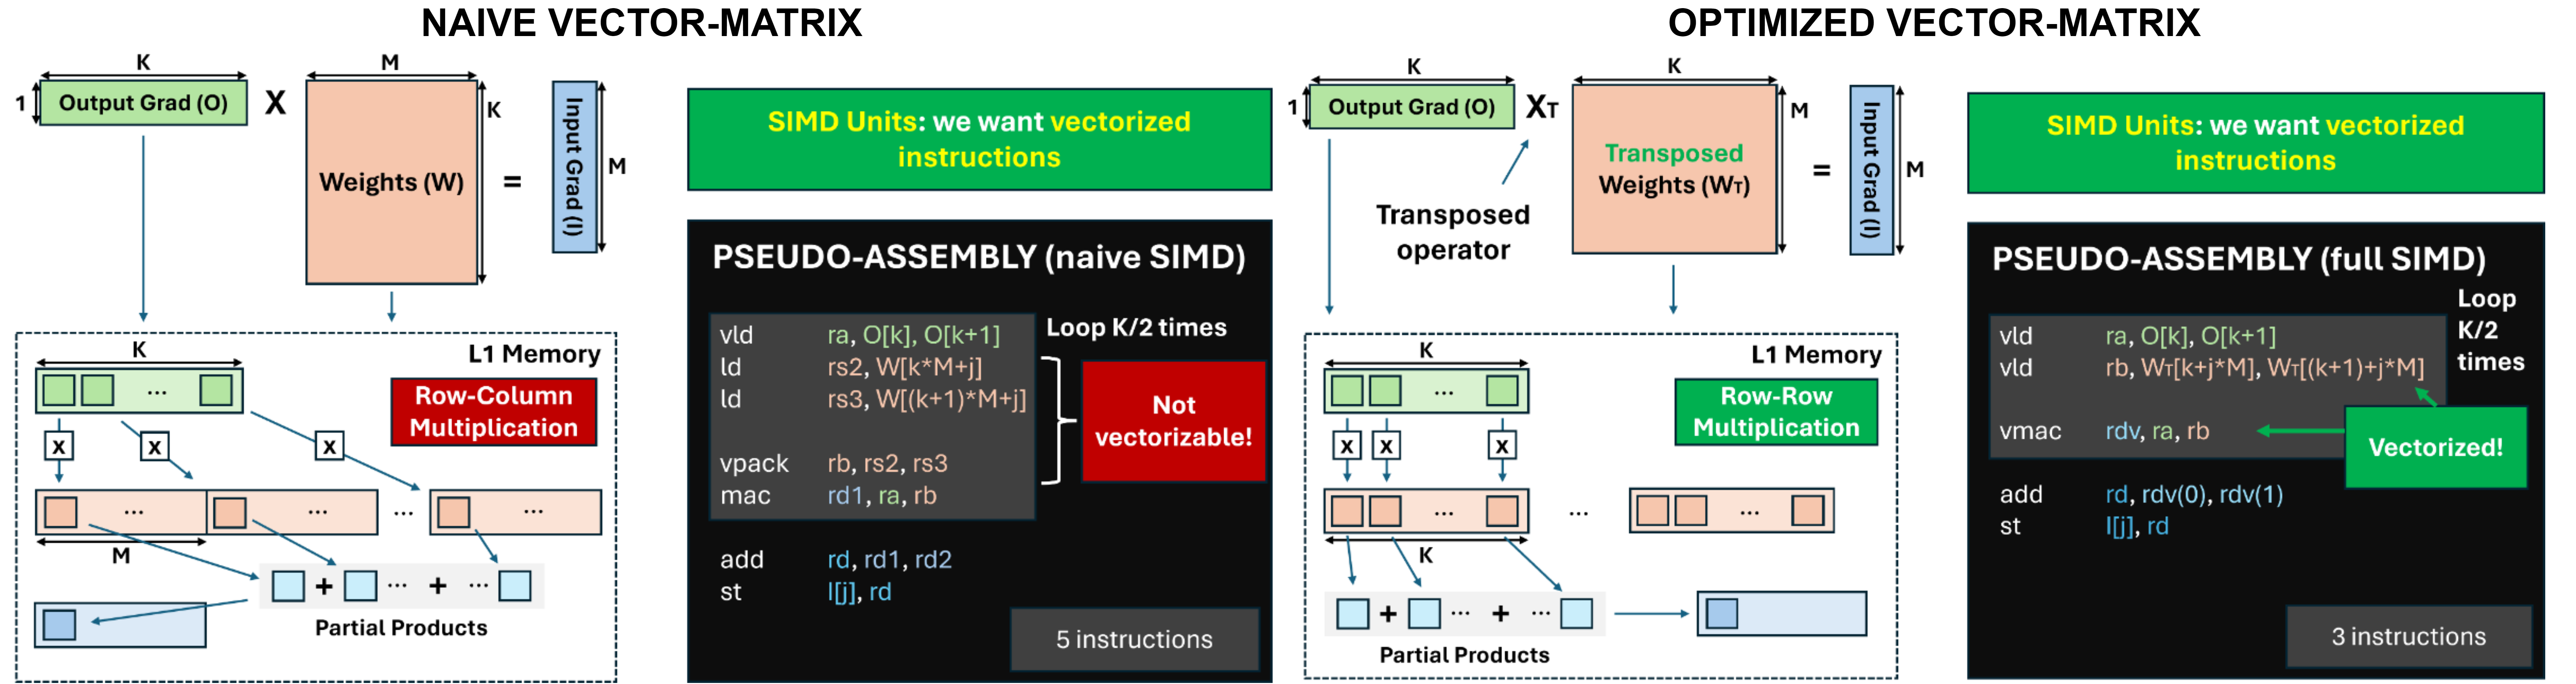 NAIVE VECTOR-MATRIX
K
1
Output Grad (O)
X
M
Weights (W)
K
=
Input Grad (I)
M
L1 Memory
K
...
Row-Column
Multiplication
x
x
x
...
...
...
...
M
+ ... + ...
Partial Products
SIMD Units: we want vectorized
instructions
PSEUDO-ASSEMBLY (naive SIMD)
Loop K/2 times
vld ra, O[k], O[k+1]
ld rs2, W[k*M+j]
ld rs3, W[(k+1)*M+j]
vpack rb, rs2, rs3
mac rd1, ra, rb
Not
vectorizable!
add rd, rd1, rd2
st I[j], rd
5 instructions
OPTIMIZED VECTOR-MATRIX
K
1
Output Grad (O)
XT
K
Transposed
Weights (WT)
M
=
Input Grad (I)
M
Transposed
operator
L1 Memory
K
...
Row-Row
Multiplication
x
x
x
...
...
...
K
+ ... + ...
Partial Products
SIMD Units: we want vectorized
instructions
PSEUDO-ASSEMBLY (full SIMD)
Loop
K/2
times
vld ra, O[k], O[k+1]
vld rb, WT[k+j*M], WT[(k+1)+j*M]
vmac rdv, ra, rb
Vectorized!
add rd, rdv(0), rdv(1)
st I[j], rd
3 instructions